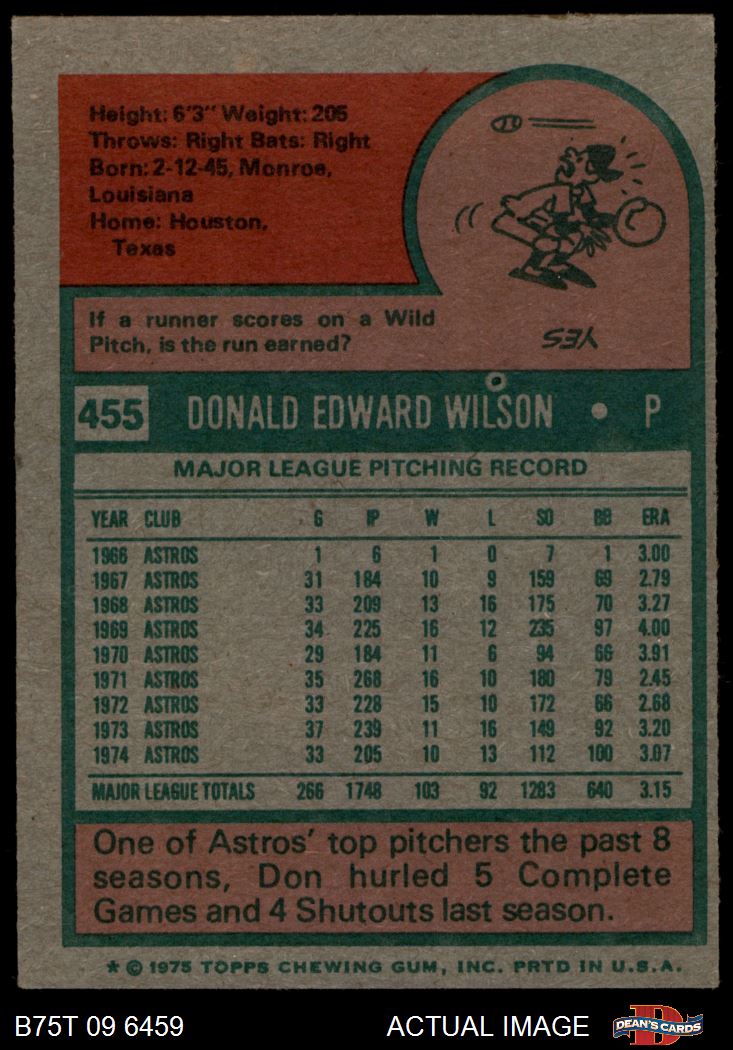 Height: 6'3" Weight: 205
Throws: Right Bats: Right
Born: 2-12-45, Monroe,
Louisiana
Home: Houston,
Texas
If a runner scores on a Wild
Pitch, is the run earned?
YES
455 DONALD EDWARD WILSON • P
MAJOR LEAGUE PITCHING RECORD
YEAR CLUB G IP W L SO BB ERA
1966 ASTROS 1 6 1 0 7 1 3.00
1967 ASTROS 31 184 10 9 159 69 2.79
1968 ASTROS 33 209 13 16 175 70 3.27
1969 ASTROS 34 225 16 12 235 97 4.00
1970 ASTROS 29 184 11 6 94 66 3.91
1971 ASTROS 35 268 16 10 180 79 2.45
1972 ASTROS 33 228 15 10 172 66 2.68
1973 ASTROS 37 239 11 16 149 92 3.20
1974 ASTROS 33 205 10 13 112 100 3.07
MAJOR LEAGUE TOTALS 266 1748 103 92 1283 640 3.15
One of Astros' top pitchers the past 8
seasons, Don hurled 5 Complete
Games and 4 Shutouts last season.
* © 1975 TOPPS CHEWING GUM, INC. PRTD IN U.S.A.
B75T 09 6459 ACTUAL IMAGE D DEAN'S CARDS